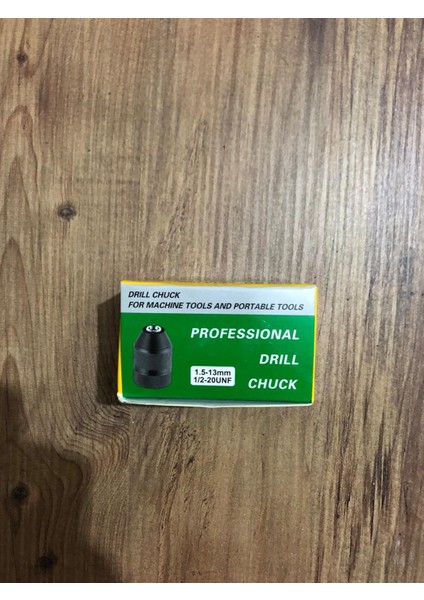 DRILL CHUCK
FOR MACHINE TOOLS AND PORTABLE TOOLS
PROFESSIONAL
DRILL
CHUCK
1.5-13mm
1/2-20UNF